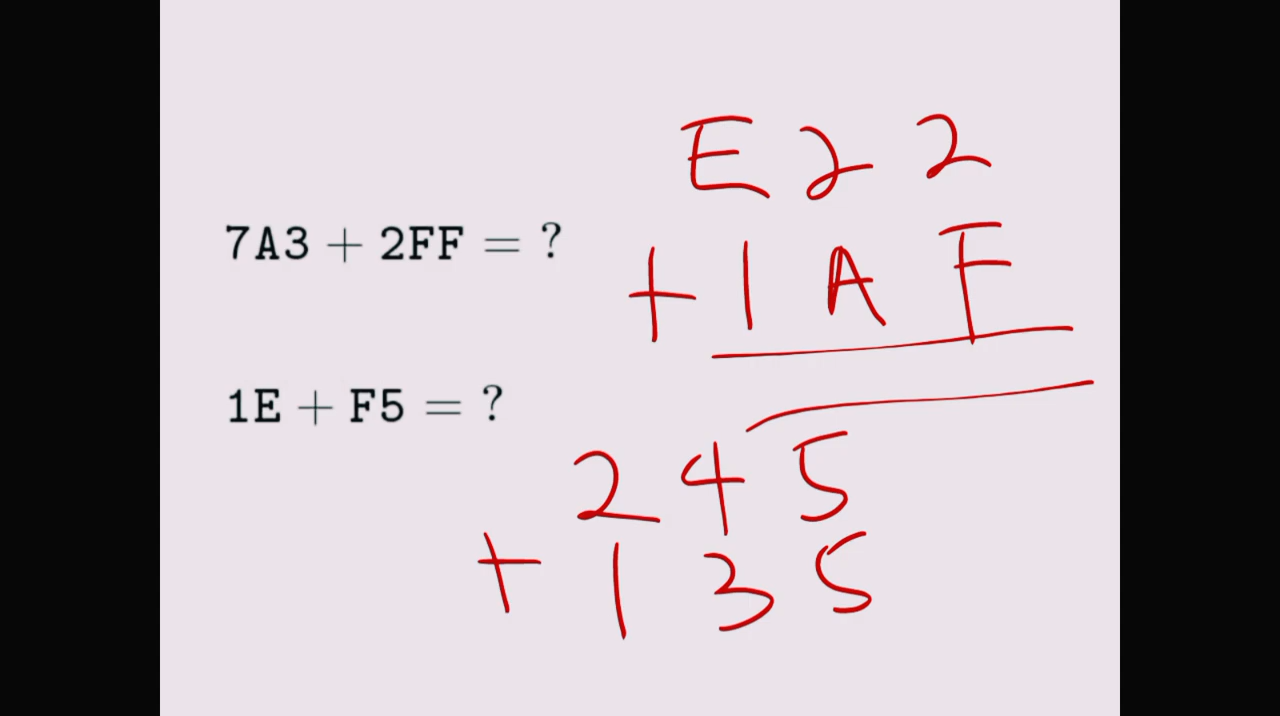 7A3 + 2FF = ?
1E + F5 = ?
E22
+ 1AF
245
+ 135